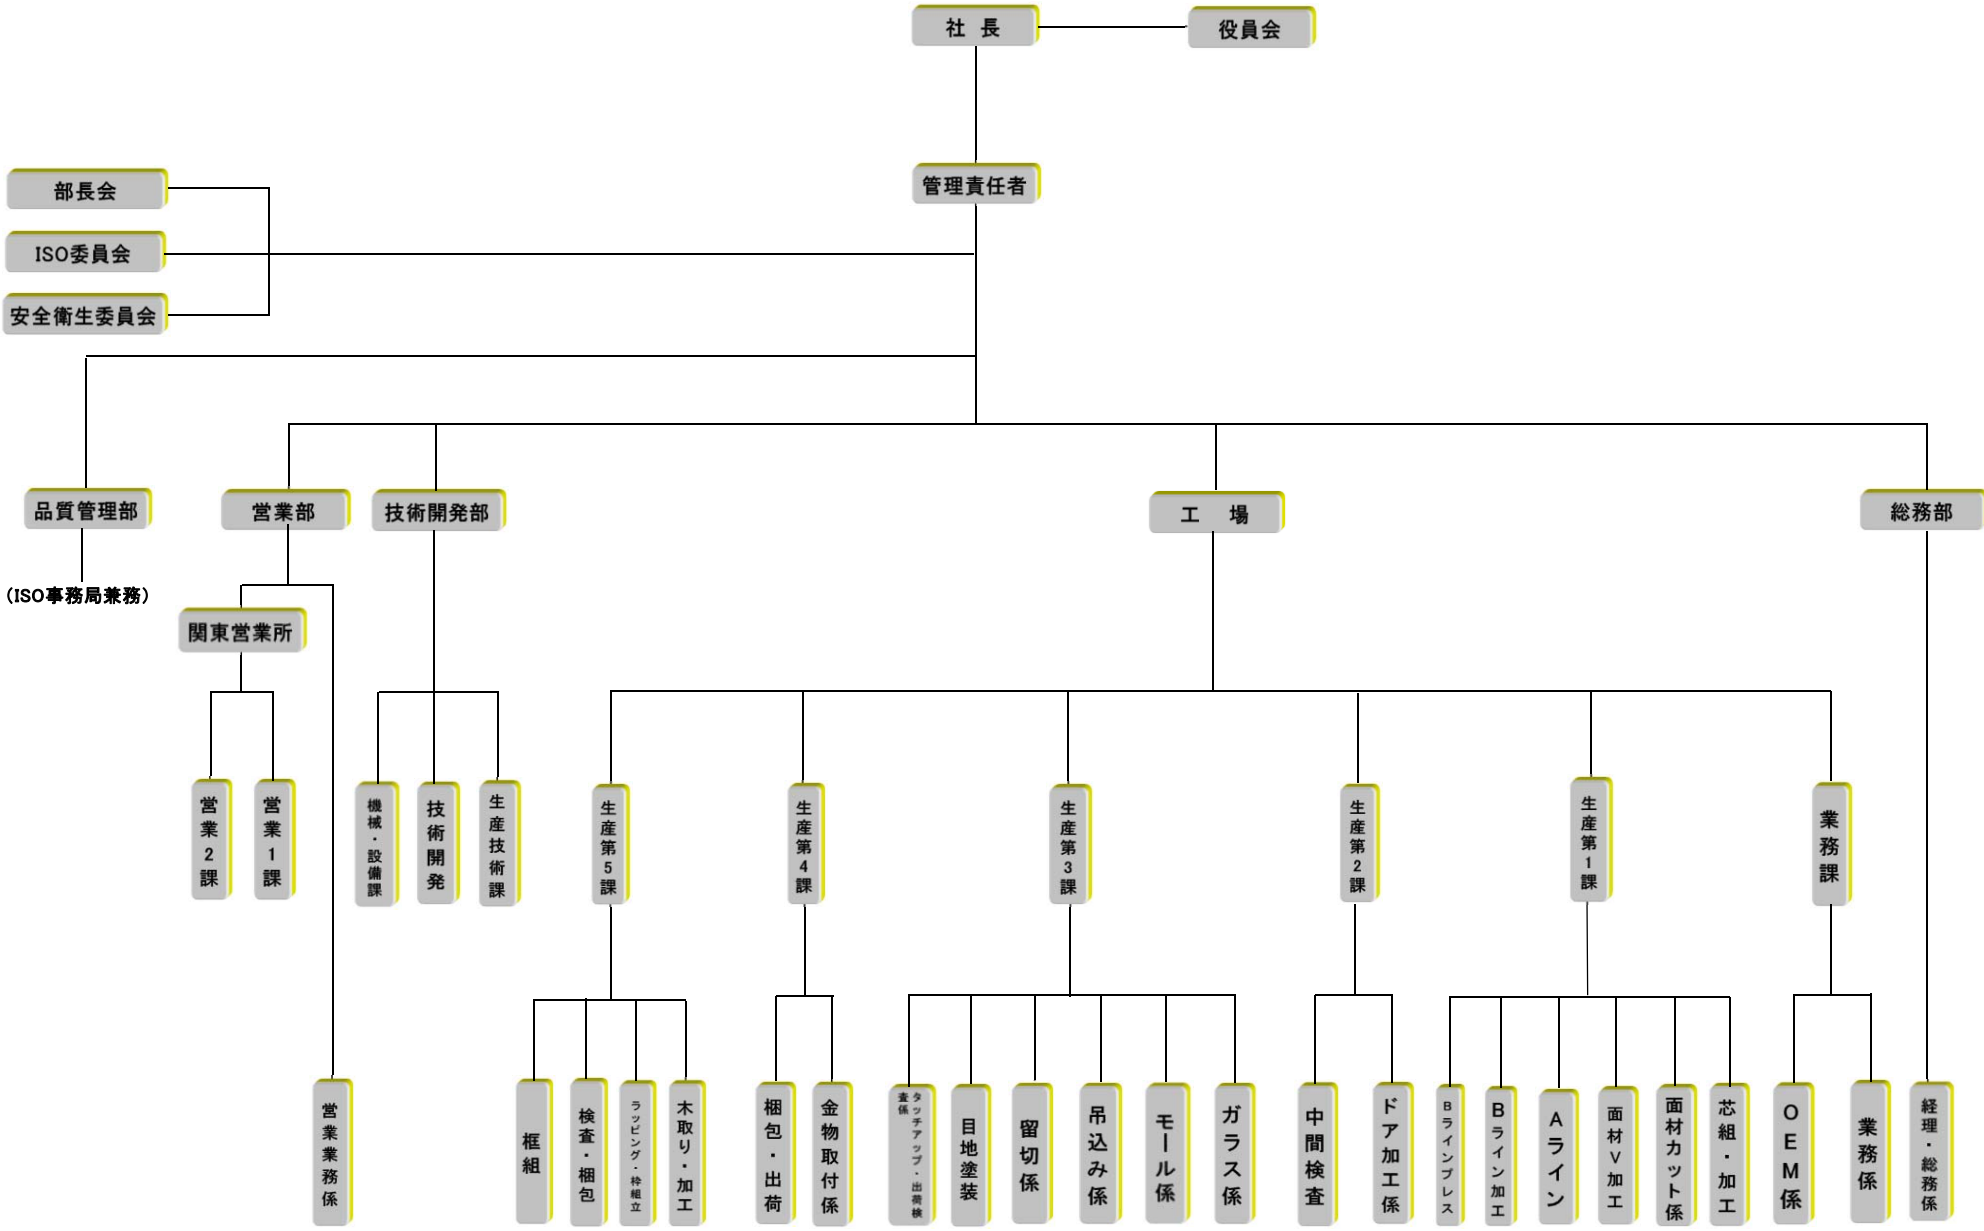 社　長
役員会
管理責任者
部長会
ISO委員会
安全衛生委員会
品質管理部
営業部
技術開発部
工　場
総務部
（ISO事務局兼務）
関東営業所
営業2課
営業1課
機械・設備課
技術開発
生産技術課
生産第5課
生産第4課
生産第3課
生産第2課
生産第1課
業務課
営業業務係
框組
検査・梱包
ラッピング・枠組立
木取り・加工
梱包・出荷
金物取付係
タッチアップ・出荷検
査係
目地塗装
留切係
吊込み係
モール係
ガラス係
中間検査
ドア加工係
Bラインプレス
Bライン加工
Aライン
面材V加工
面材カット係
芯組・加工
OEM係
業務係
経理・総務係